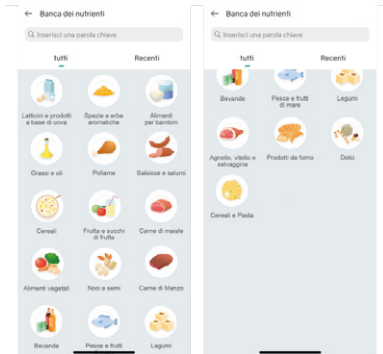 ← Banca dei nutrienti
Inserisci una parola chiave
tutti Recenti
Latticini e prodotti a base di uova
Spezie e erbe aromatiche
Alimenti per bambini
Grassi e oli
Pollame
Salsicce e salumi
Cereali
Frutta e succhi di frutta
Carne di maiale
Alimenti vegetali
Noci e semi
Carne di Manzo
Bevande
Pesce e frutti
Legumi
← Banca dei nutrienti
Inserisci una parola chiave
tutti Recenti
Bevande
Pesce e frutti di mare
Legumi
Agnello, vitello e selvaggina
Prodotti da forno
Dolci
Cereali e Pasta